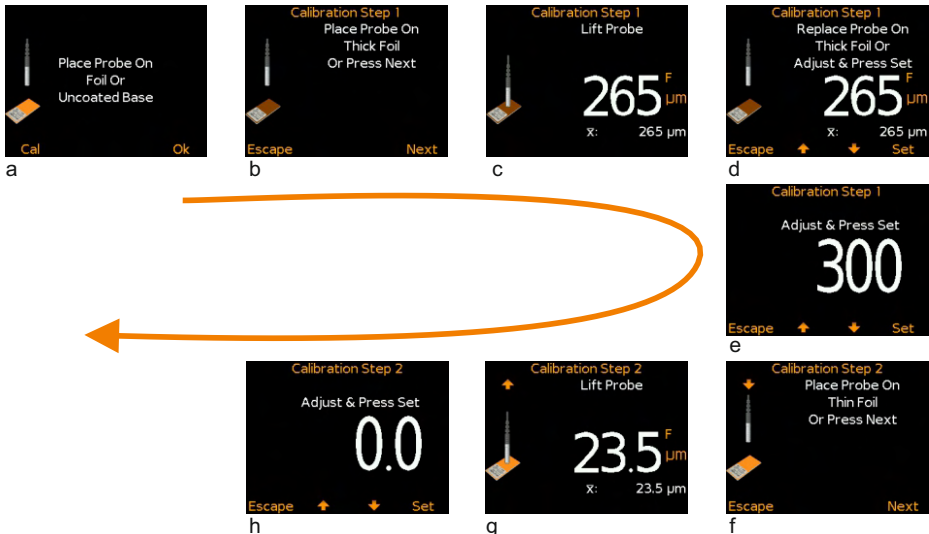 Place Probe On
Foil Or
Uncoated Base
Cal Ok
a
Calibration Step 1
Place Probe On
Thick Foil
Or Press Next
Escape Next
b
Calibration Step 1
Lift Probe
265 F µm
x̄: 265 µm
c
Calibration Step 1
Replace Probe On
Thick Foil Or
Adjust & Press Set
265 F µm
x̄: 265 µm
Escape Set
d
Calibration Step 1
Adjust & Press Set
300
Escape Set
e
Calibration Step 2
Place Probe On
Thin Foil
Or Press Next
Escape Next
f
Calibration Step 2
Lift Probe
23.5 F µm
x̄: 23.5 µm
g
Calibration Step 2
Adjust & Press Set
0.0
Escape Set
h